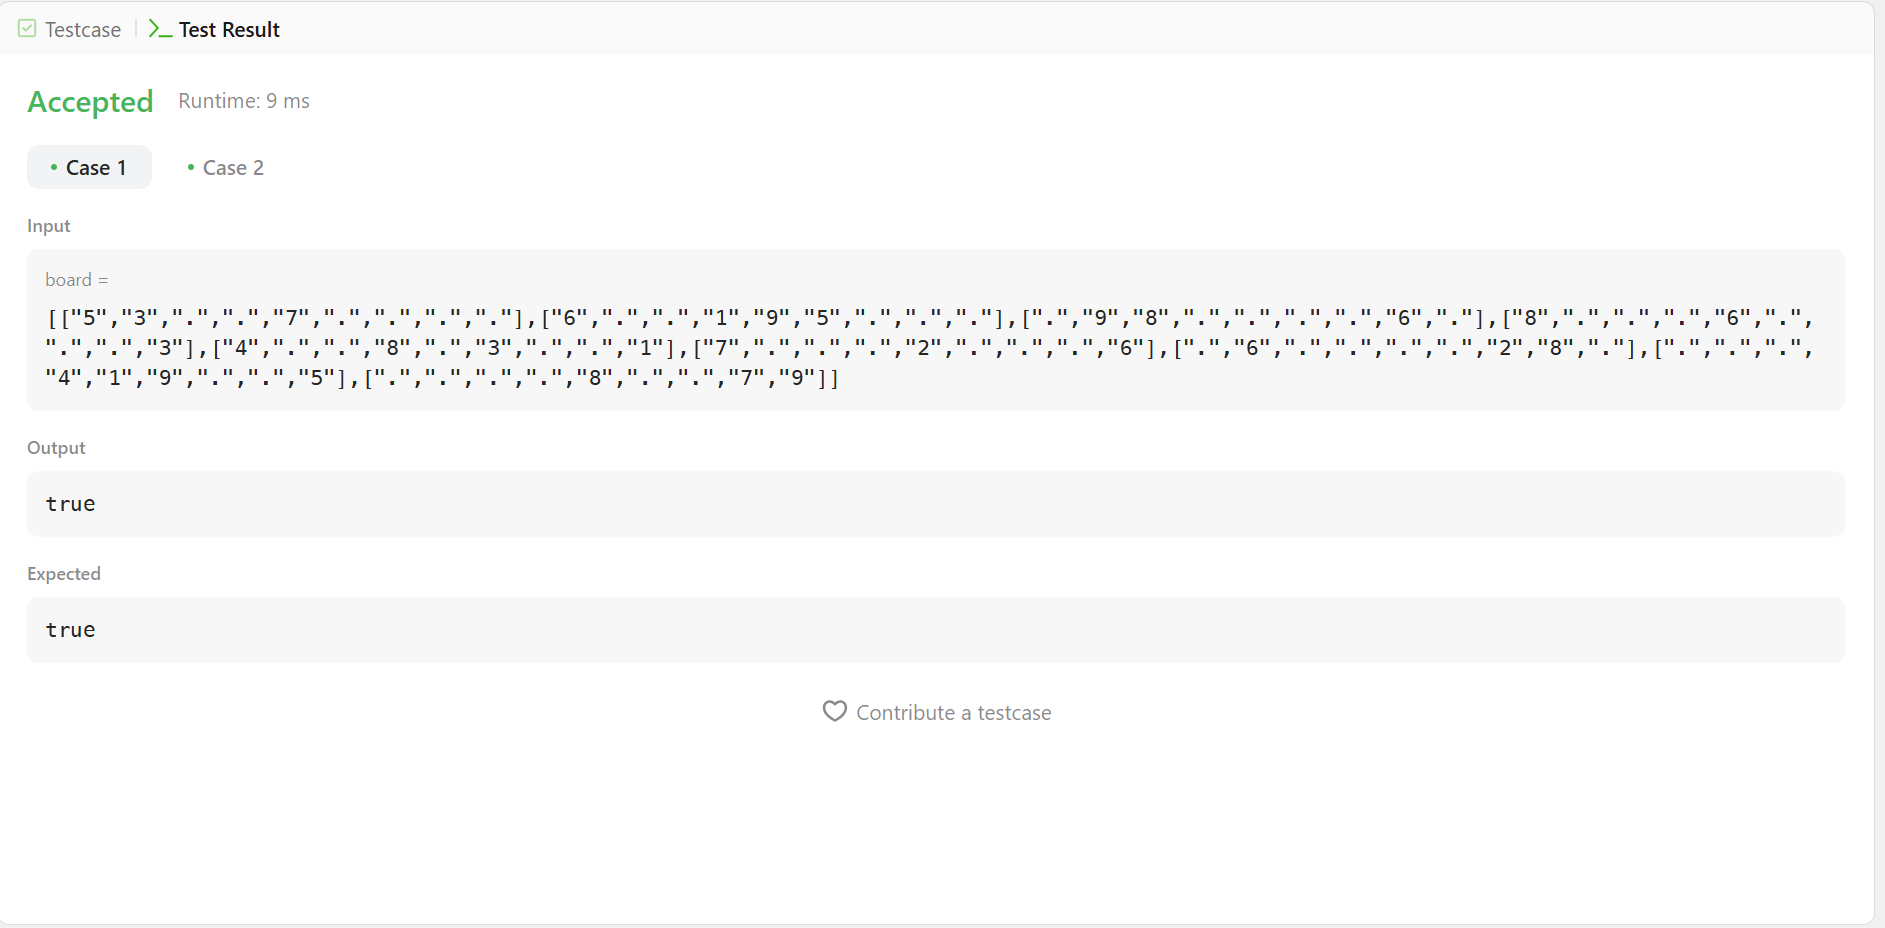 Testcase
Test Result
Accepted Runtime: 9 ms
Case 1 Case 2
Input
board =
[["5","3",".",".","7",".",".",".","."],["6",".",".","1","9","5",".",".","."],[".","9","8",".",".",".",".","6","."],["8",".",".",".","6",".",
".",".","3"],["4",".",".","8",".","3",".",".","1"],["7",".",".",".","2",".",".",".","6"],[".","6",".",".",".",".","2","8","."],[".",".",".",
"4","1","9",".",".","5"],[".",".",".",".","8",".",".","7","9"]]
Output
true
Expected
true
Contribute a testcase